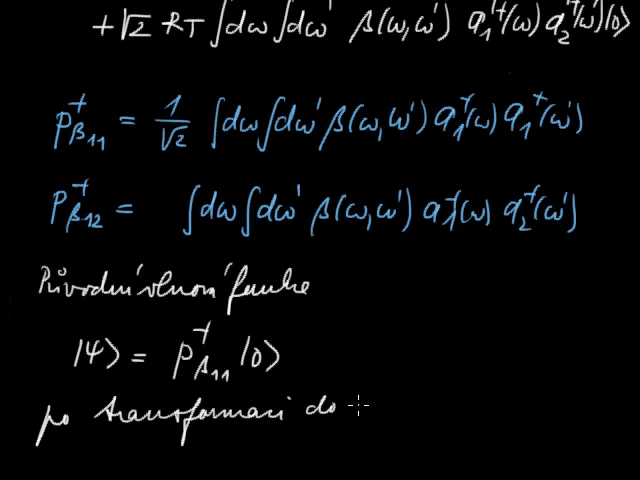 +√2 RT ∫dω∫dω' β(ω,ω') a₁'†(ω) a₂'†(ω')|0⟩
P†β₁₁ = 1/√2 ∫dω∫dω' β(ω,ω') a₁†(ω) a₁†(ω')
P†β₁₂ = ∫dω∫dω' β(ω,ω') a₁†(ω) a₂†(ω')
Původní vlnová funkce
|Ψ⟩ = P†β₁₁ |0⟩
po transformaci do